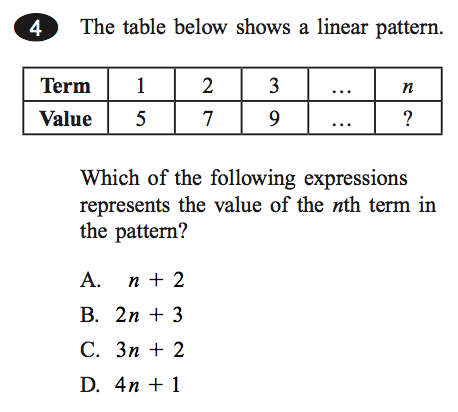 4 The table below shows a linear pattern.
Term 1 2 3 ... n
Value 5 7 9 ... ?
Which of the following expressions
represents the value of the nth term in
the pattern?
A. n + 2
B. 2n + 3
C. 3n + 2
D. 4n + 1